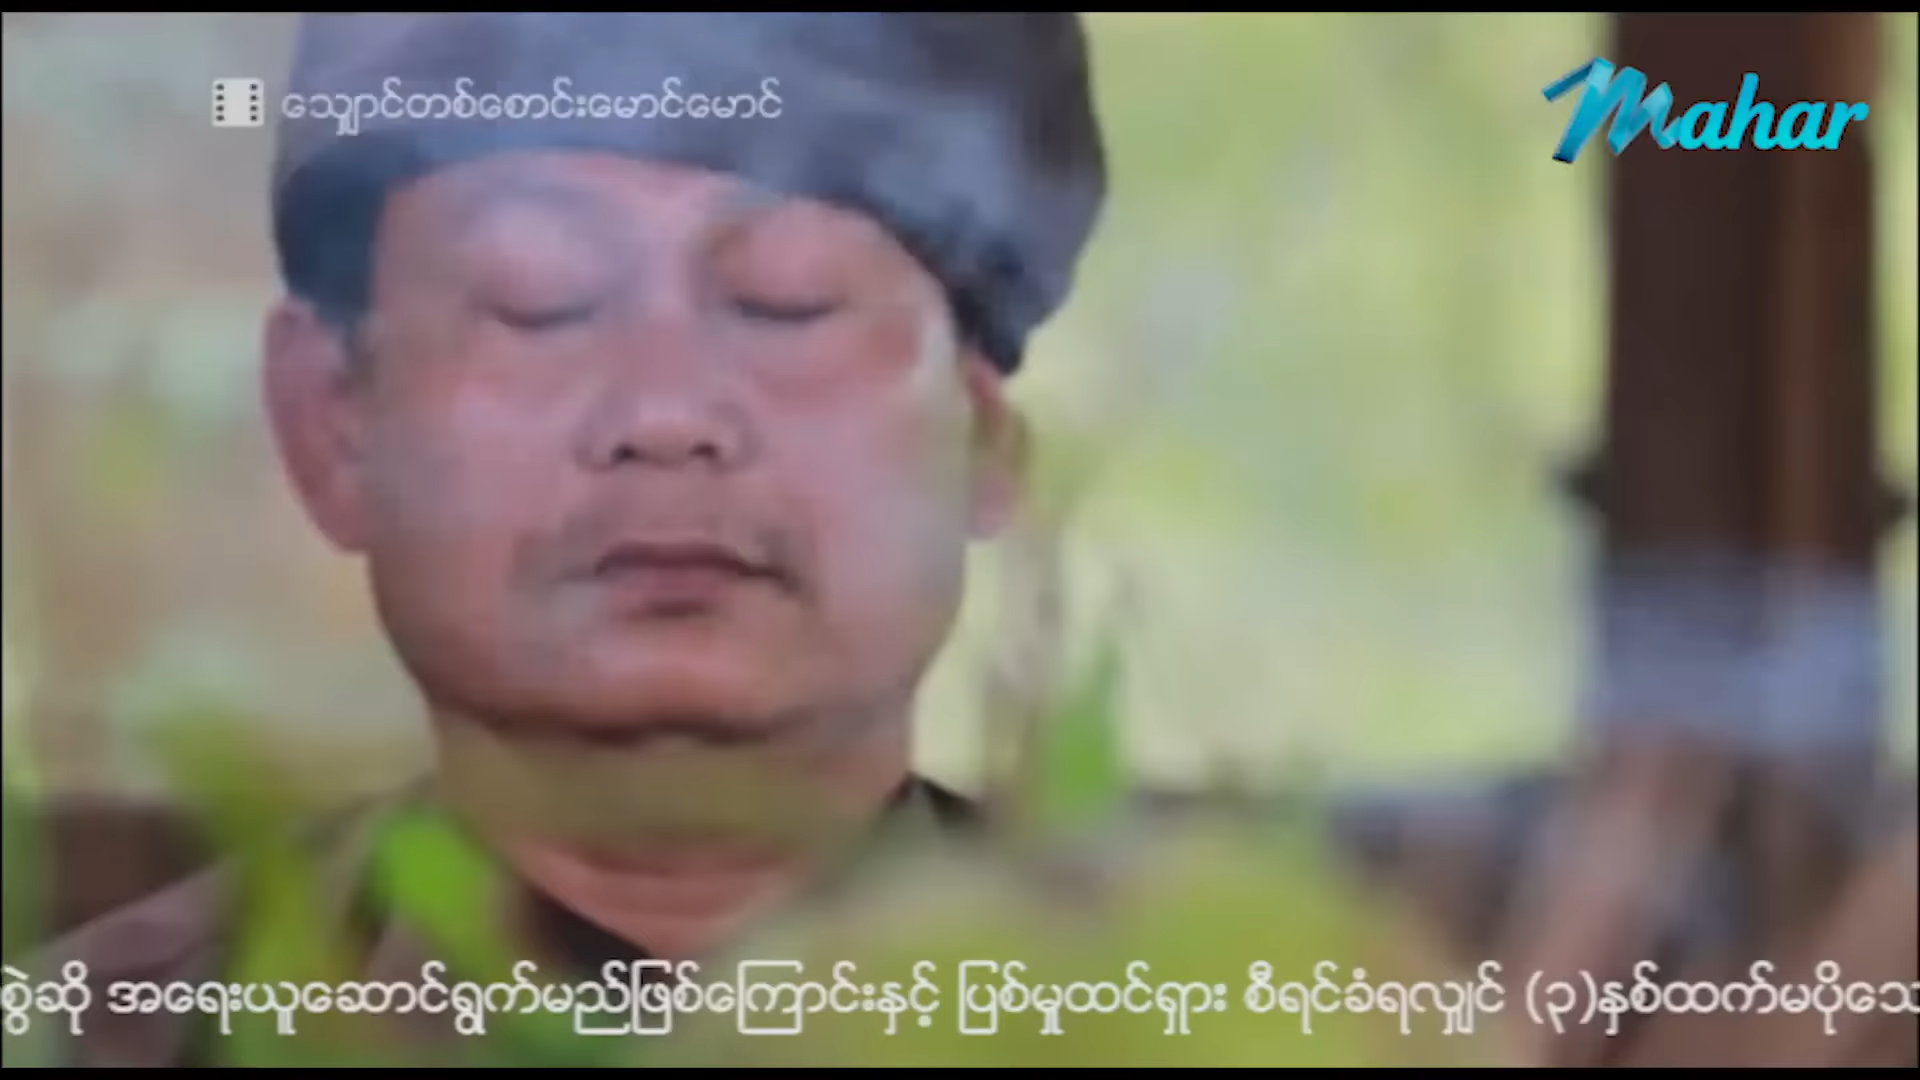 သျှောင်တစ်စောင်းမောင်မောင်
Mahar
စွဲဆို အရေးယူဆောင်ရွက်မည်ဖြစ်ကြောင်းနှင့် ပြစ်မှုထင်ရှား စီရင်ခံရလျှင် (၃)နှစ်ထက်မပိုသော